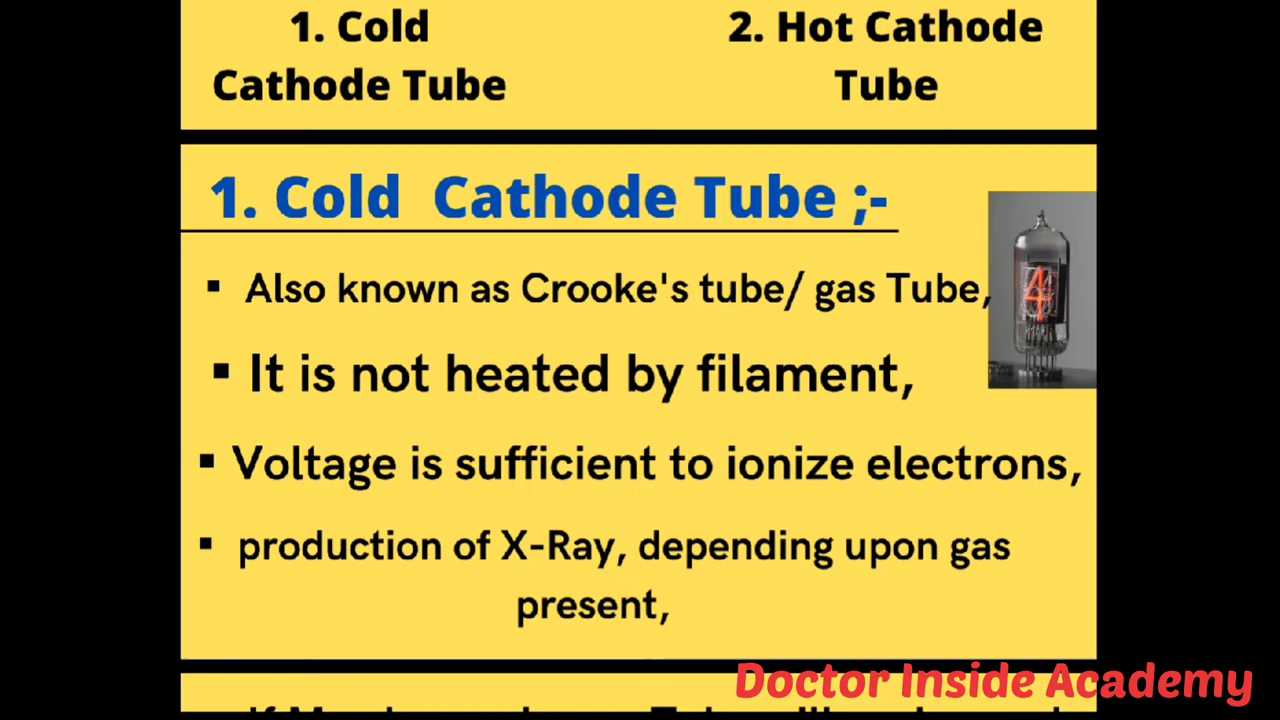 1. Cold
Cathode Tube
2. Hot Cathode
Tube
1. Cold Cathode Tube ;-
▪ Also known as Crooke's tube/ gas Tube,
4
▪ It is not heated by filament,
▪ Voltage is sufficient to ionize electrons,
▪ production of X-Ray, depending upon gas
present,
Doctor Inside Academy